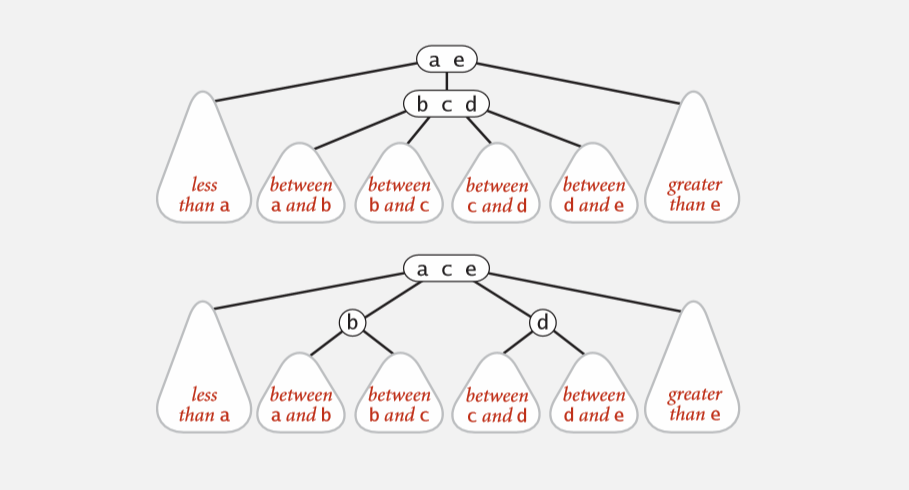 a e
b c d
less
than a
between
a and b
between
b and c
between
c and d
between
d and e
greater
than e
a c e
b
d
less
than a
between
a and b
between
b and c
between
c and d
between
d and e
greater
than e